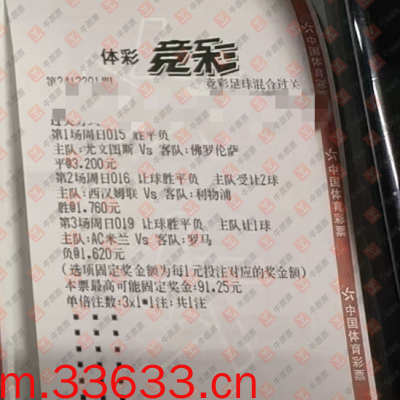 体彩 竞彩
竞彩足球混合过关
第1场周日015 胜平负
主队:尤文图斯 Vs 客队:佛罗伦萨
平@3.200元
第2场周日016 让球胜平负 主队受让2球
主队:西汉姆联 Vs 客队:利物浦
胜@1.760元
第3场周日019 让球胜平负 主队让1球
主队:AC米兰 Vs 客队:罗马
负@1.620元
(选项固定奖金额为每1元投注对应的奖金额)
本票最高可能固定奖金:91.25元
单倍注数:3x1*1注;共1注
中国体育彩票
中国体育彩票
中国体育彩票
m.33633.cn